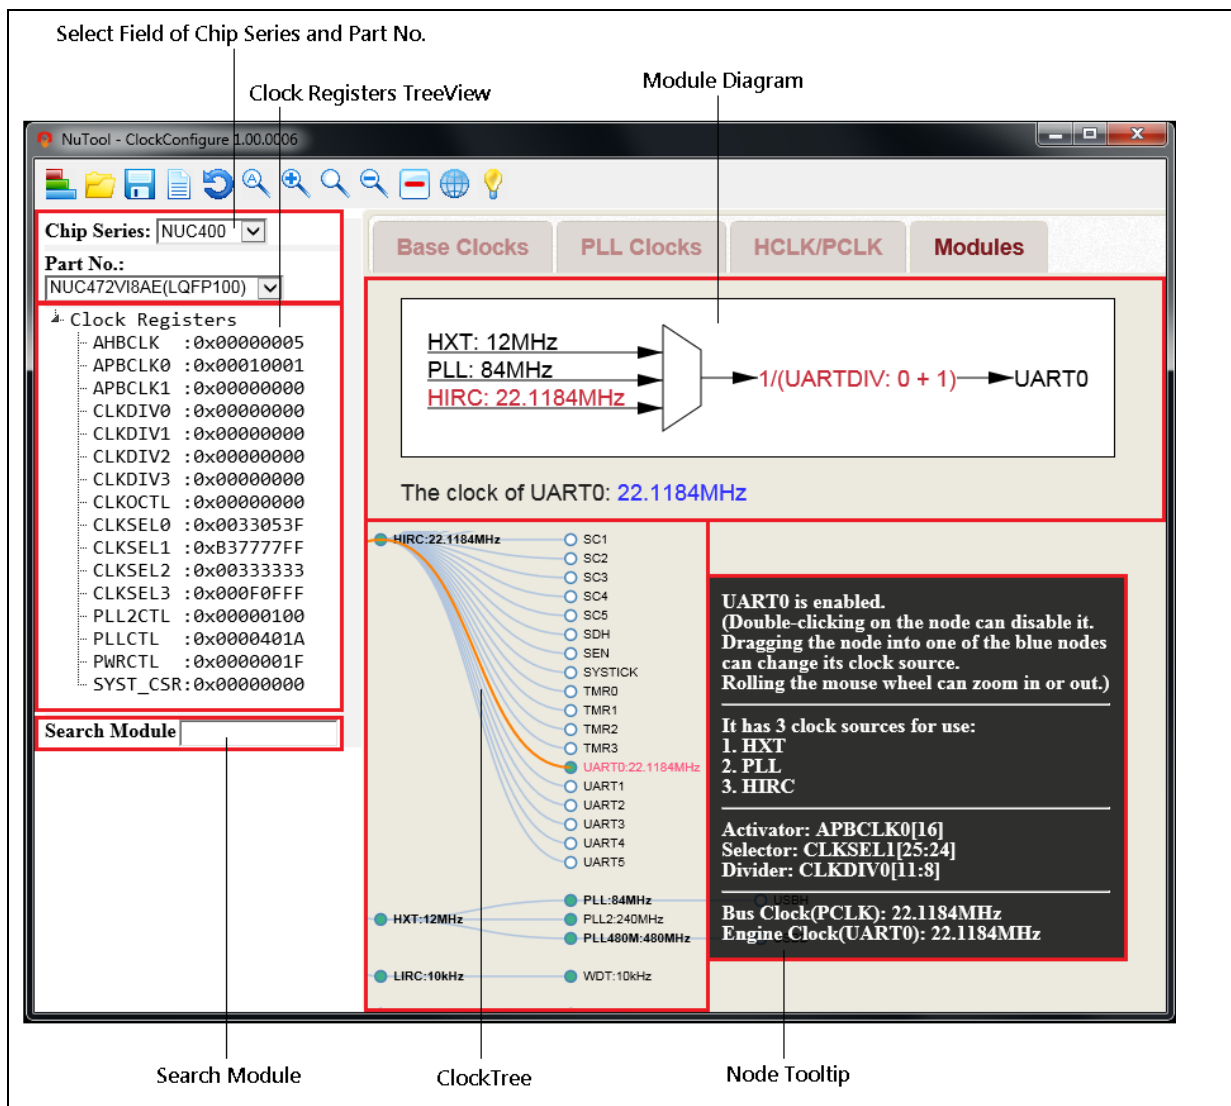 Select Field of Chip Series and Part No.
Clock Registers TreeView
Module Diagram
NuTool - ClockConfigure 1.00.0006
Chip Series: NUC400
Part No.:
NUC472VI8AE(LQFP100)
Base Clocks
PLL Clocks
HCLK/PCLK
Modules
Clock Registers
AHBCLK :0x00000005
APBCLK0 :0x00010001
APBCLK1 :0x00000000
CLKDIV0 :0x00000000
CLKDIV1 :0x00000000
CLKDIV2 :0x00000000
CLKDIV3 :0x00000000
CLKOCTL :0x00000000
CLKSEL0 :0x0033053F
CLKSEL1 :0xB37777FF
CLKSEL2 :0x00333333
CLKSEL3 :0x000F0FFF
PLL2CTL :0x00000100
PLLCTL :0x0000401A
PWRCTL :0x0000001F
SYST_CSR:0x00000000
Search Module
HXT: 12MHz
PLL: 84MHz
HIRC: 22.1184MHz
1/(UARTDIV: 0 + 1)
UART0
The clock of UART0: 22.1184MHz
HIRC:22.1184MHz
SC1
SC2
SC3
SC4
SC5
SDH
SEN
SYSTICK
TMR0
TMR1
TMR2
TMR3
UART0:22.1184MHz
UART1
UART2
UART3
UART4
UART5
HXT:12MHz
PLL:84MHz
PLL2:240MHz
PLL480M:480MHz
USBH
LIRC:10kHz
WDT:10kHz
UART0 is enabled.
(Double-clicking on the node can disable it.
Dragging the node into one of the blue nodes
can change its clock source.
Rolling the mouse wheel can zoom in or out.)
It has 3 clock sources for use:
1. HXT
2. PLL
3. HIRC
Activator: APBCLK0[16]
Selector: CLKSEL1[25:24]
Divider: CLKDIV0[11:8]
Bus Clock(PCLK): 22.1184MHz
Engine Clock(UART0): 22.1184MHz
Search Module
ClockTree
Node Tooltip